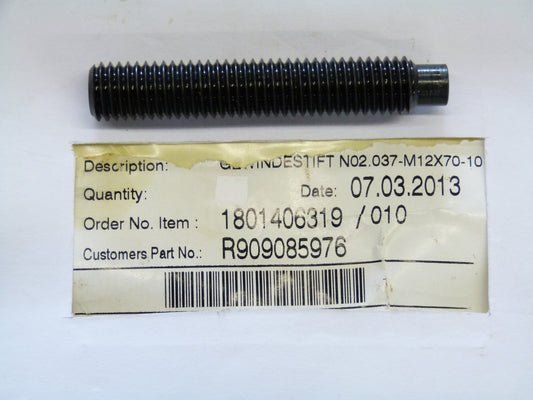 Description: GEWINDESTIFT N02.037-M12X70-10
Quantity: Date: 07.03.2013
Order No. Item : 1801406319 / 010
Customers Part No.: R909085976